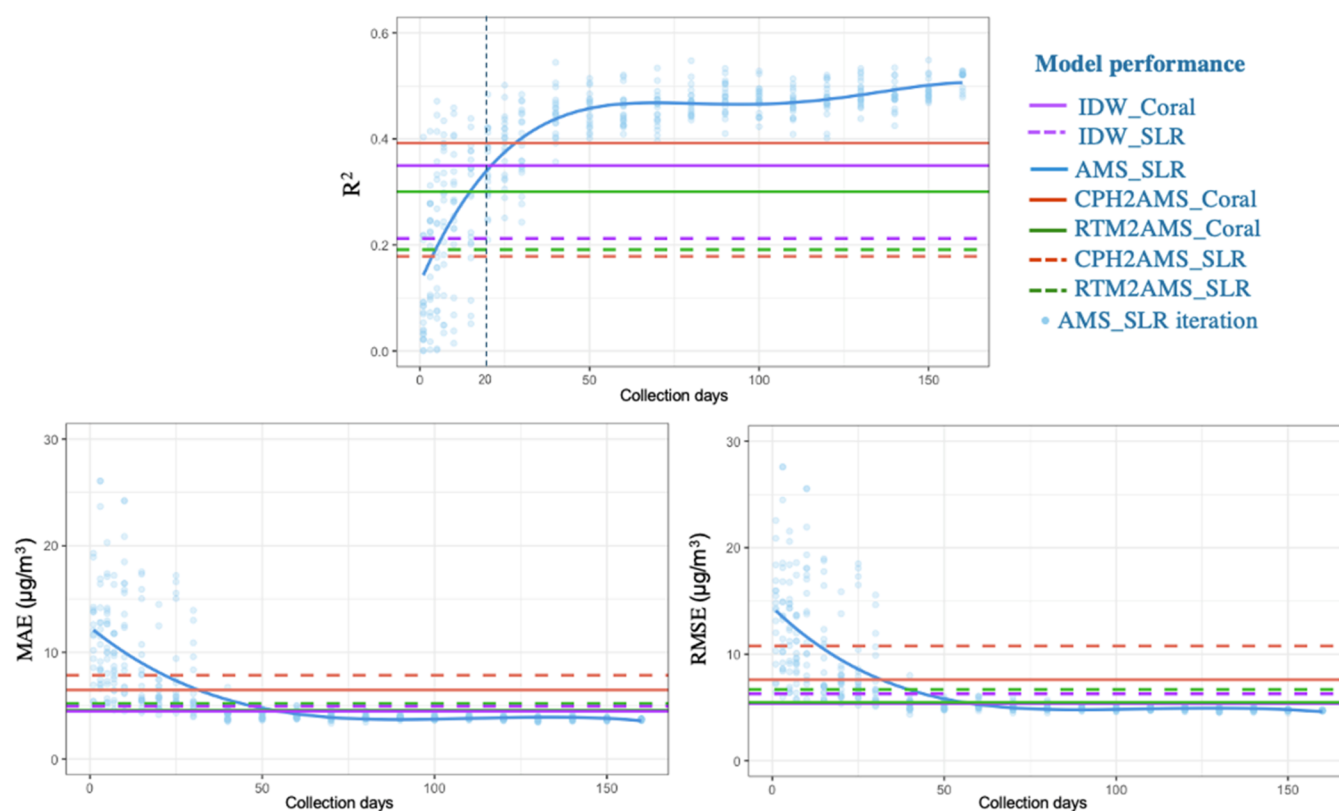 0.6
0.4
0.2
0.0
R²
0
20
50
100
150
Collection days
Model performance
IDW_Coral
IDW_SLR
AMS_SLR
CPH2AMS_Coral
RTM2AMS_Coral
CPH2AMS_SLR
RTM2AMS_SLR
AMS_SLR iteration
30
20
10
0
MAE (µg/m³)
0
50
100
150
Collection days
30
20
10
0
RMSE (µg/m³)
0
50
100
150
Collection days